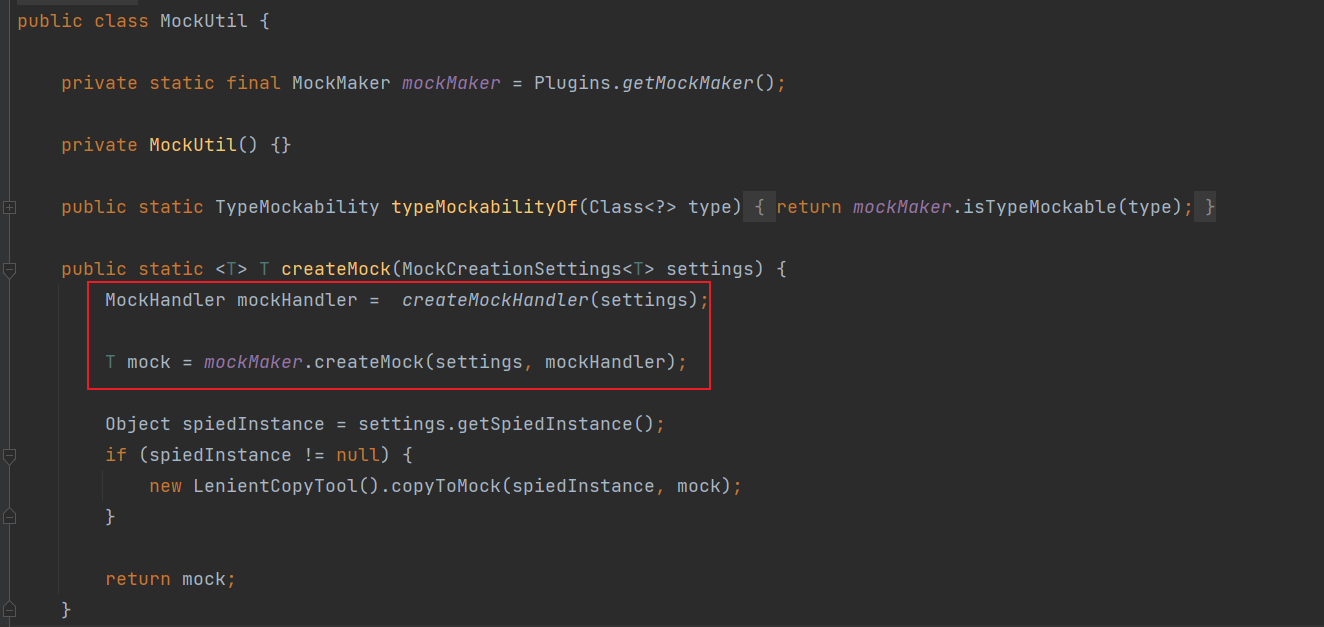 public class MockUtil {
private static final MockMaker mockMaker = Plugins.getMockMaker();
private MockUtil() {}
public static TypeMockability typeMockabilityOf(Class<?> type) { return mockMaker.isTypeMockable(type); }
public static <T> T createMock(MockCreationSettings<T> settings) {
MockHandler mockHandler =  createMockHandler(settings);
T mock = mockMaker.createMock(settings, mockHandler);
Object spiedInstance = settings.getSpiedInstance();
if (spiedInstance != null) {
new LenientCopyTool().copyToMock(spiedInstance, mock);
}
return mock;
}